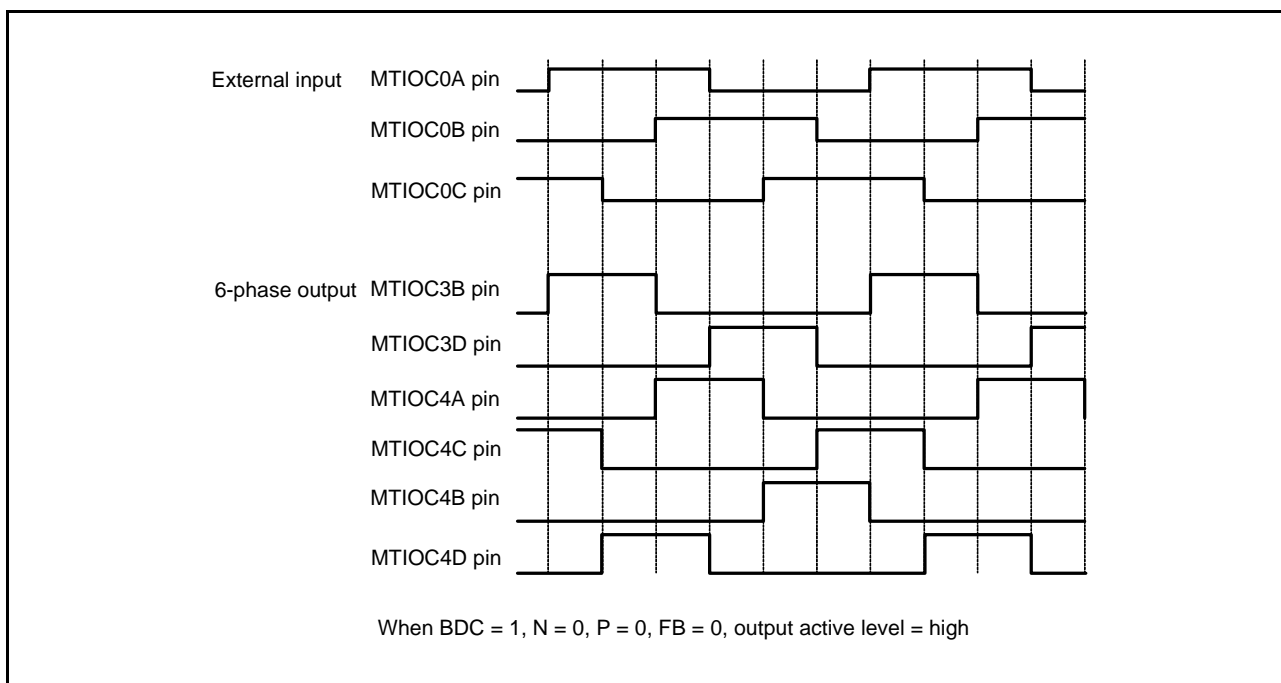 External input MTIOC0A pin
MTIOC0B pin
MTIOC0C pin
6-phase output MTIOC3B pin
MTIOC3D pin
MTIOC4A pin
MTIOC4C pin
MTIOC4B pin
MTIOC4D pin
When BDC = 1, N = 0, P = 0, FB = 0, output active level = high